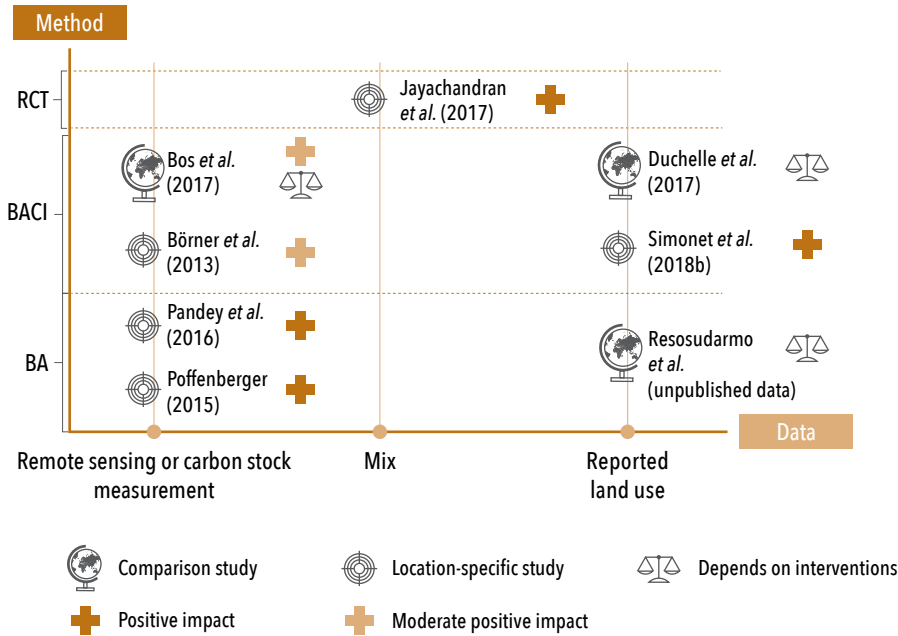 Method
RCT
Jayachandran
et al. (2017)
BACI
Bos et al.
(2017)
Duchelle et al.
(2017)
Börner et al.
(2013)
Simonet et al.
(2018b)
BA
Pandey et al.
(2016)
Resosudarmo
et al.
(unpublished data)
Poffenberger
(2015)
Data
Remote sensing or carbon stock
measurement
Mix
Reported
land use
Comparison study
Location-specific study
Depends on interventions
Positive impact
Moderate positive impact